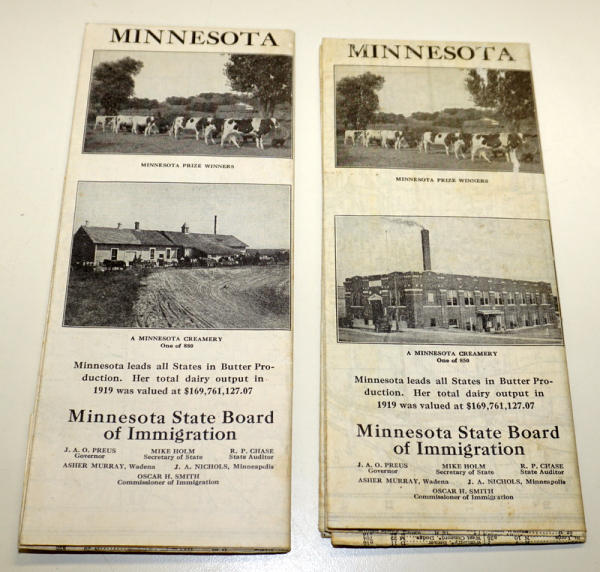 MINNESOTA
MINNESOTA PRIZE WINNERS
A MINNESOTA CREAMERY
One of 880
Minnesota leads all States in Butter Pro-
duction. Her total dairy output in
1919 was valued at $169,761,127.07
Minnesota State Board
of Immigration
J. A. O. PREUS MIKE HOLM R. P. CHASE
Governor Secretary of State State Auditor
ASHER MURRAY, Wadena J. A. NICHOLS, Minneapolis
OSCAR H. SMITH
Commissioner of Immigration
MINNESOTA
MINNESOTA PRIZE WINNERS
A MINNESOTA CREAMERY
One of 850
Minnesota leads all States in Butter Pro-
duction. Her total dairy output in
1919 was valued at $169,761,127.07
Minnesota State Board
of Immigration
J. A. O. PREUS MIKE HOLM R. P. CHASE
Governor Secretary of State State Auditor
ASHER MURRAY, Wadena J. A. NICHOLS, Minneapolis
OSCAR H. SMITH
Commissioner of Immigration